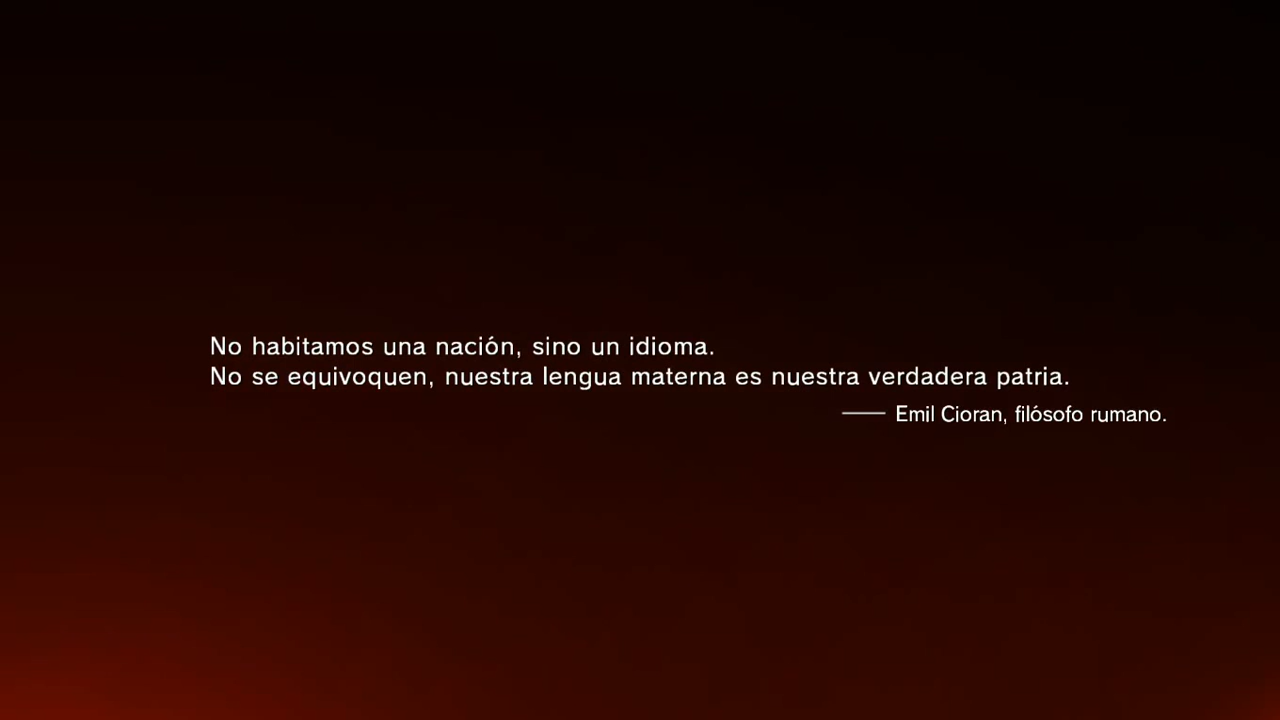 No habitamos una nación, sino un idioma.
No se equivoquen, nuestra lengua materna es nuestra verdadera patria.
—— Emil Cioran, filósofo rumano.